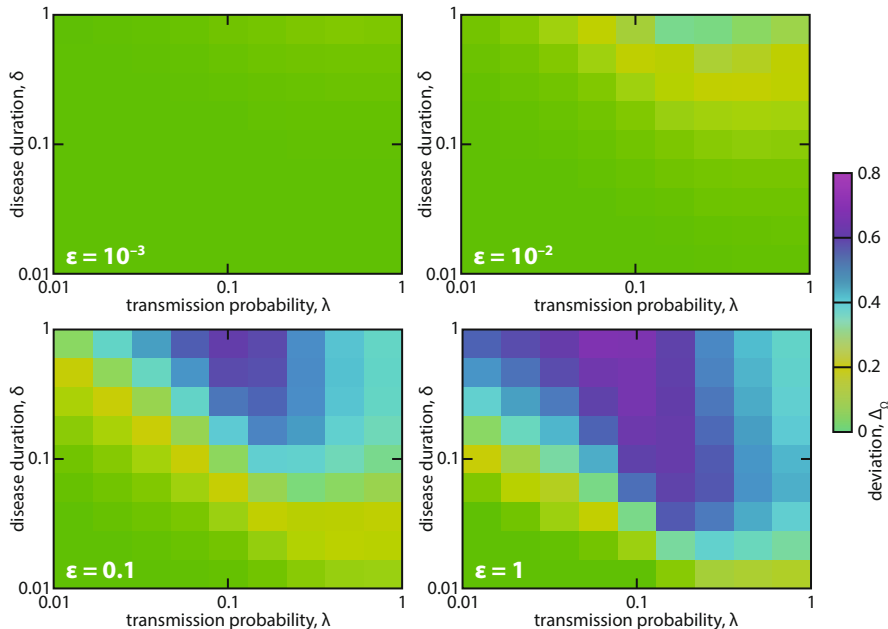 1
0.1
0.01
disease duration, δ
ε = 10⁻³
0.01
0.1
1
transmission probability, λ
1
0.1
0.01
disease duration, δ
ε = 10⁻²
0.01
0.1
1
transmission probability, λ
1
0.1
0.01
disease duration, δ
ε = 0.1
0.01
0.1
1
transmission probability, λ
1
0.1
0.01
disease duration, δ
ε = 1
0.01
0.1
1
transmission probability, λ
0.8
0.6
0.4
0.2
0
deviation, Δ_Ω